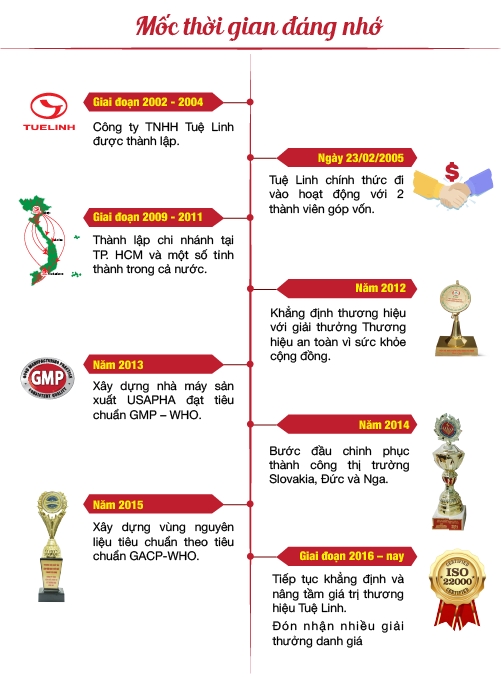 Mốc thời gian đáng nhớ
TUELINH
Giai đoạn 2002 - 2004
Công ty TNHH Tuệ Linh
được thành lập.
Ngày 23/02/2005
Tuệ Linh chính thức đi
vào hoạt động với 2
thành viên góp vốn.
Giai đoạn 2009 - 2011
Thành lập chi nhánh tại
TP. HCM và một số tỉnh
thành trong cả nước.
Năm 2012
Khẳng định thương hiệu
với giải thưởng Thương
hiệu an toàn vì sức khỏe
cộng đồng.
GOOD MANUFACTURING PRACTICE
GMP
CONSISTENT QUALITY
Năm 2013
Xây dựng nhà máy sản
xuất USAPHA đạt tiêu
chuẩn GMP – WHO.
Năm 2014
Bước đầu chinh phục
thành công thị trường
Slovakia, Đức và Nga.
Năm 2015
Xây dựng vùng nguyên
liệu tiêu chuẩn theo tiêu
chuẩn GACP-WHO.
Giai đoạn 2016 – nay
Tiếp tục khẳng định và
nâng tầm giá trị thương
hiệu Tuệ Linh.
Đón nhận nhiều giải
thưởng danh giá
CERTIFIED
ISO
22000
CERTIFIED